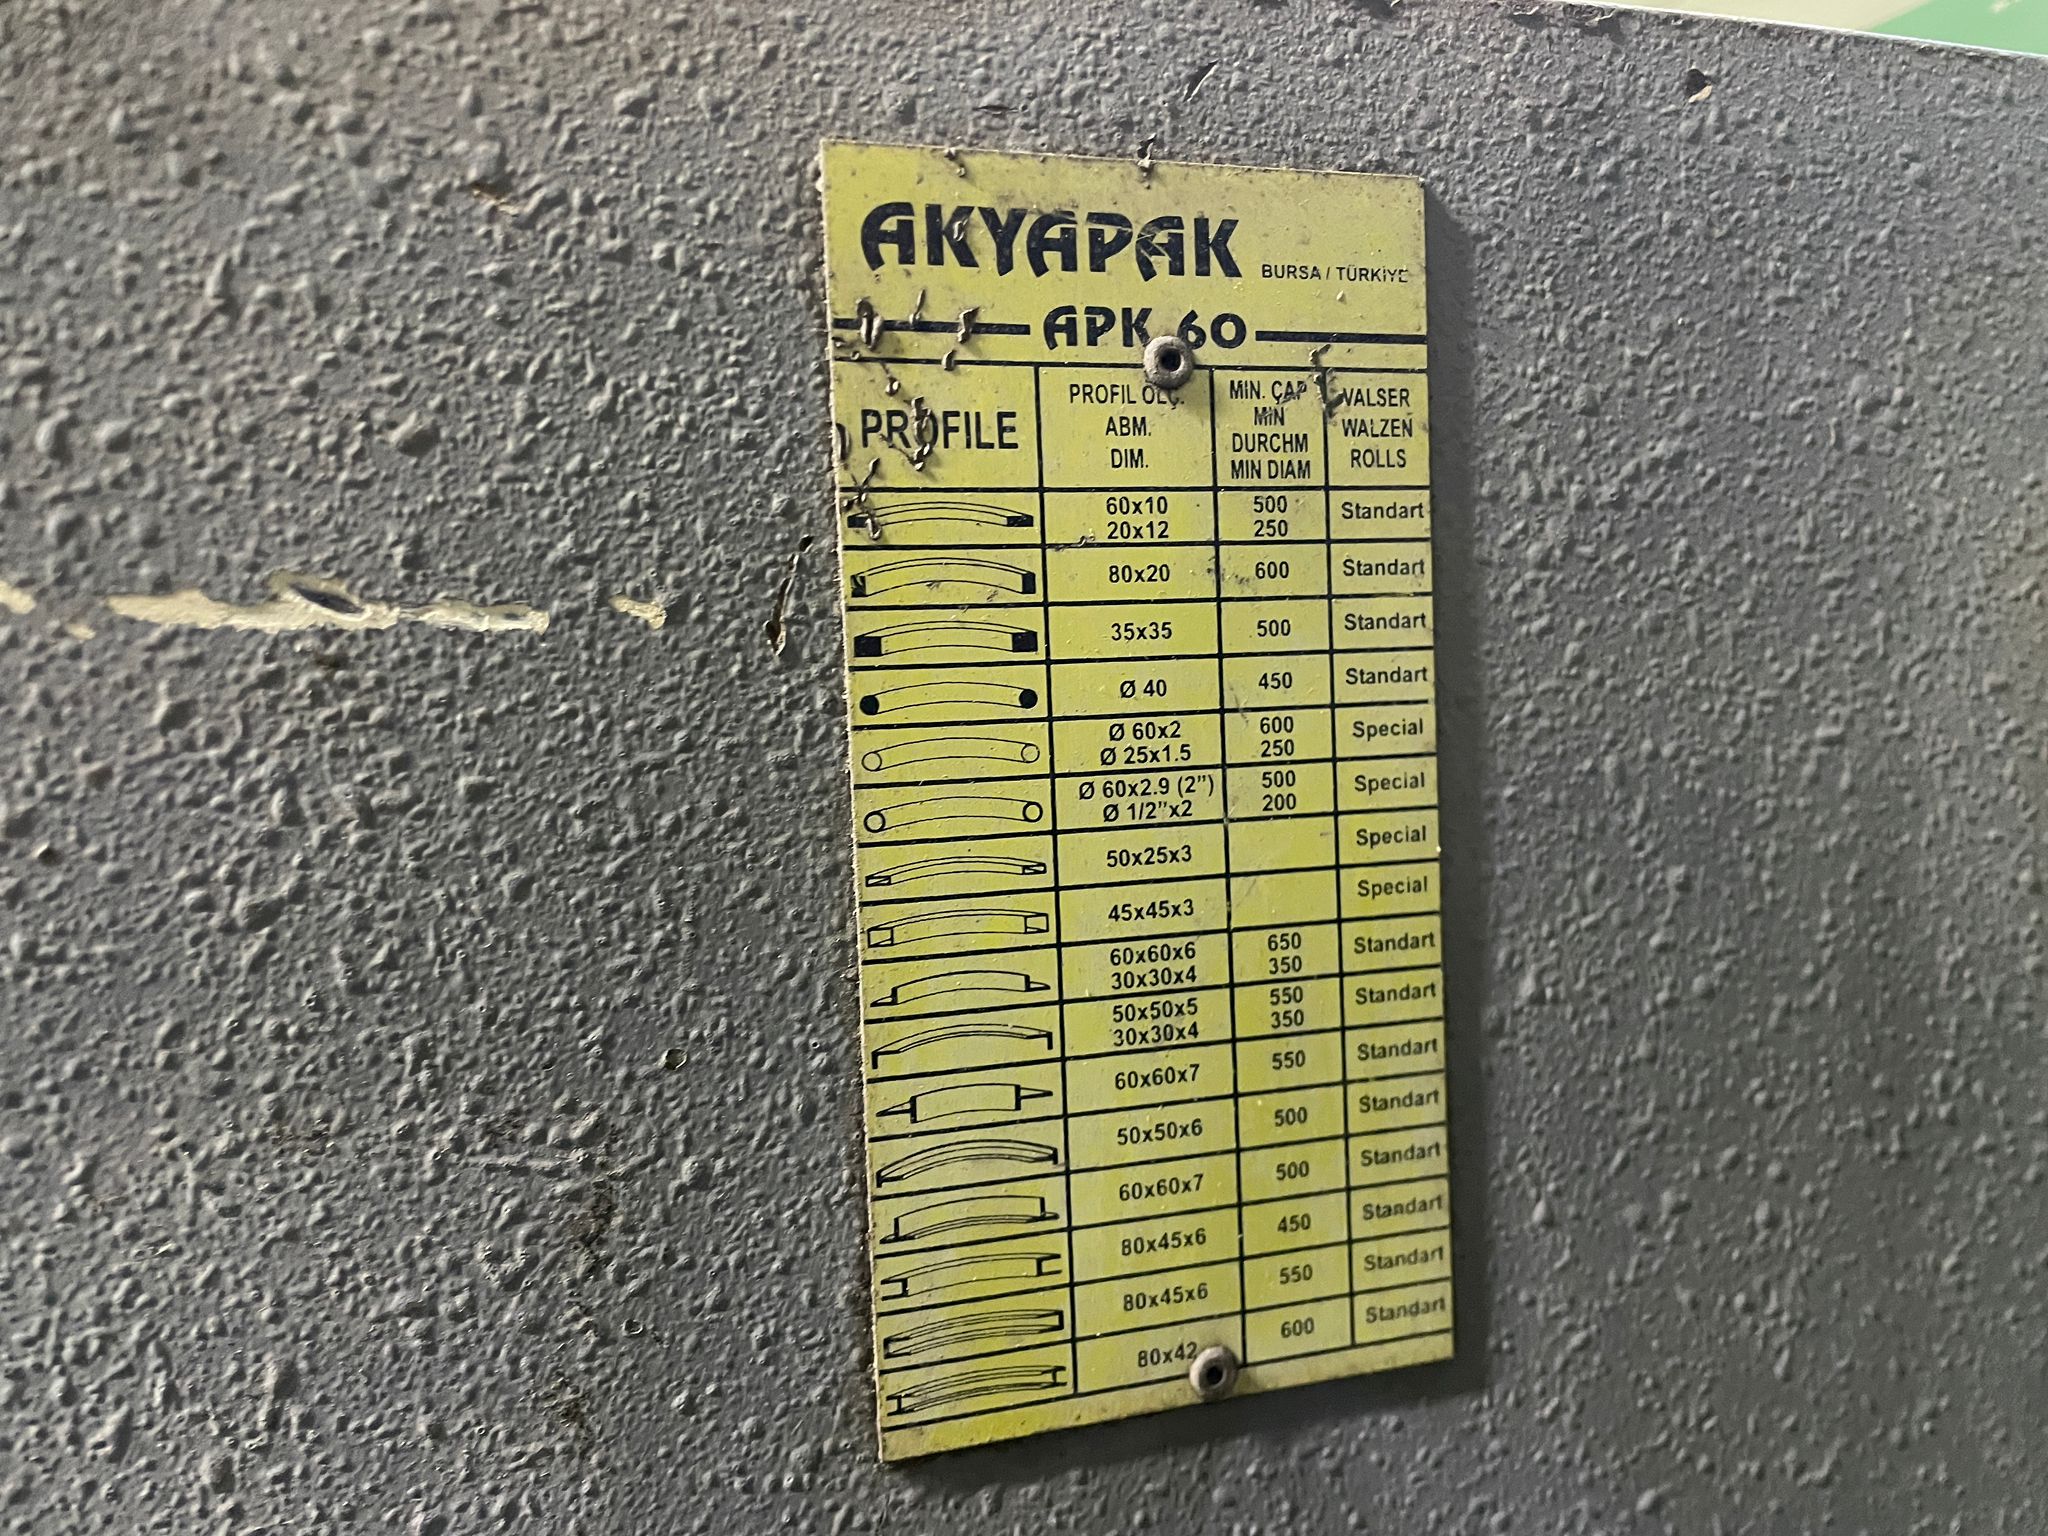 AKYAPAK BURSA / TÜRKİYE
APK 60
PROFILE
PROFIL ÖLÇ.
ABM.
DIM.
MIN. ÇAP
MIN
DURCHM
MIN DIAM
VALSER
WALZEN
ROLLS
60x10 500 Standart
20x12 250
80x20 600 Standart
35x35 500 Standart
Ø 40 450 Standart
Ø 60x2 600 Special
Ø 25x1.5 250
Ø 60x2.9 (2") 500 Special
Ø 1/2"x2 200
50x25x3 Special
45x45x3 Special
60x60x6 650 Standart
30x30x4 350
50x50x5 550 Standart
30x30x4 350
60x60x7 550 Standart
50x50x6 500 Standart
60x60x7 500 Standart
80x45x6 450 Standart
80x45x6 550 Standart
80x42 600 Standart